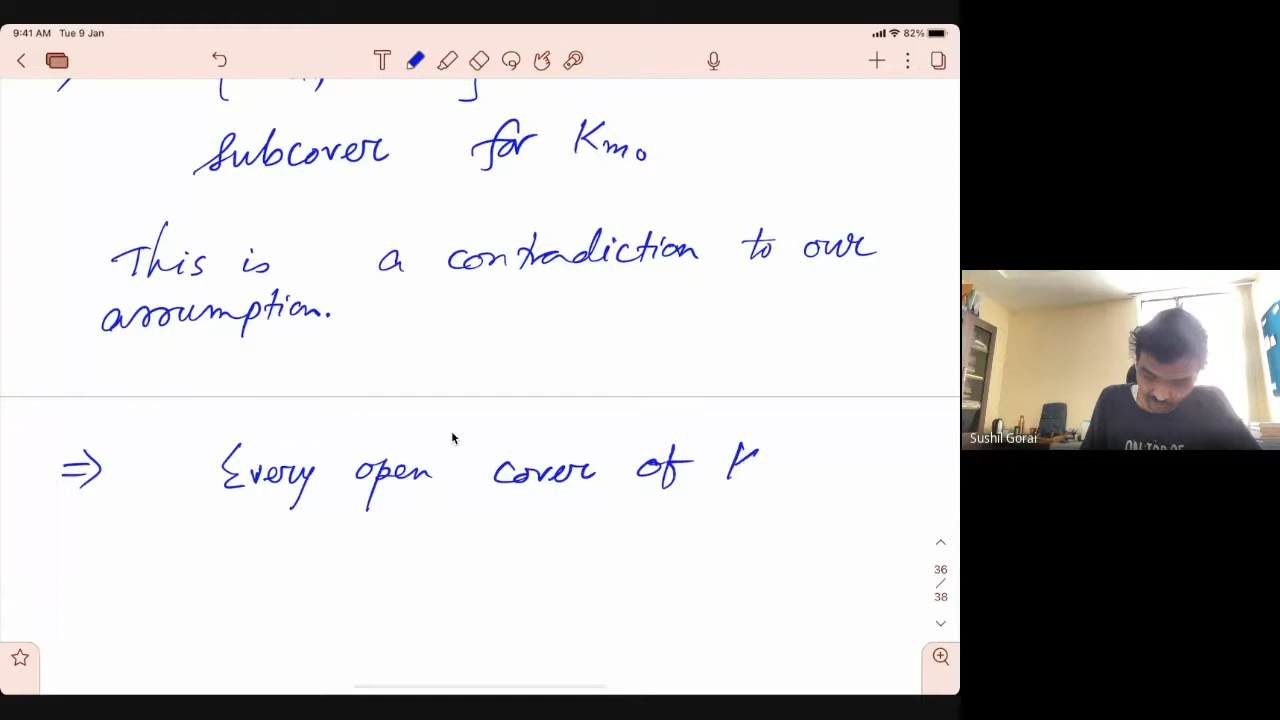 9:41 AM Tue 9 Jan
82%
T
subcover for Km₀
This is a contradiction to our
assumption.
⇒ Every open cover of K
36
/
38
Sushil Gorai